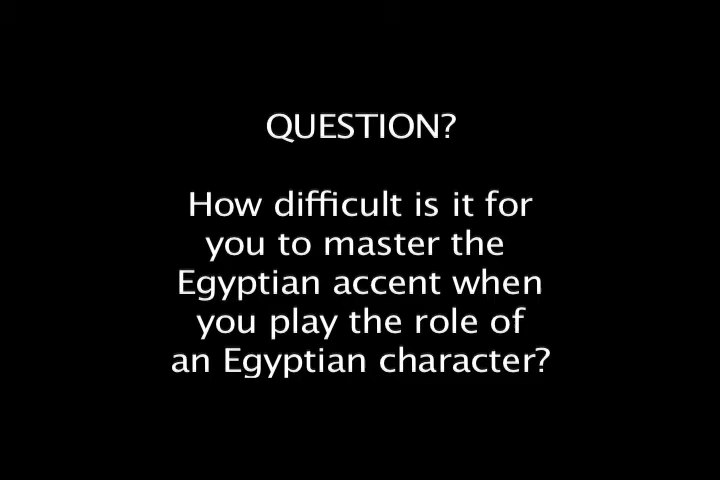 QUESTION?
How difficult is it for
you to master the
Egyptian accent when
you play the role of
an Egyptian character?